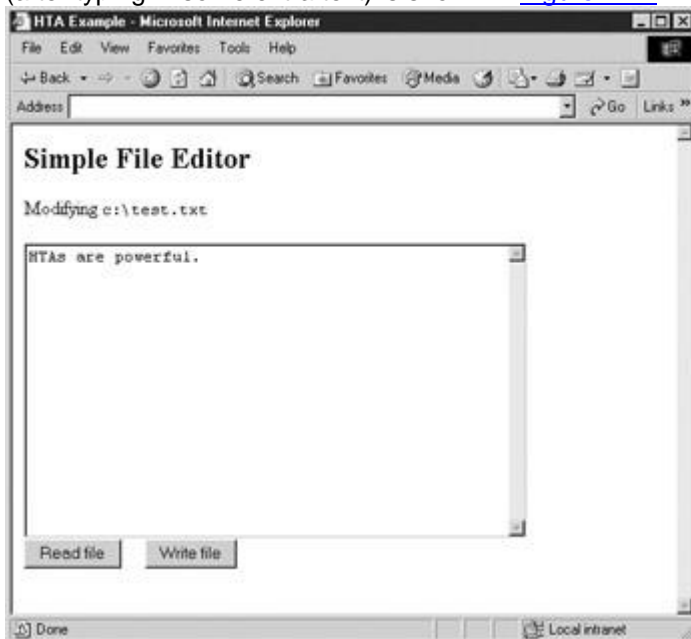 HTA Example - Microsoft Internet Explorer
File Edit View Favorites Tools Help
Back Search Favorites Media
Address Go Links »
Simple File Editor
Modifying c:\test.txt
HTAs are powerful.
Read file Write file
Done Local intranet